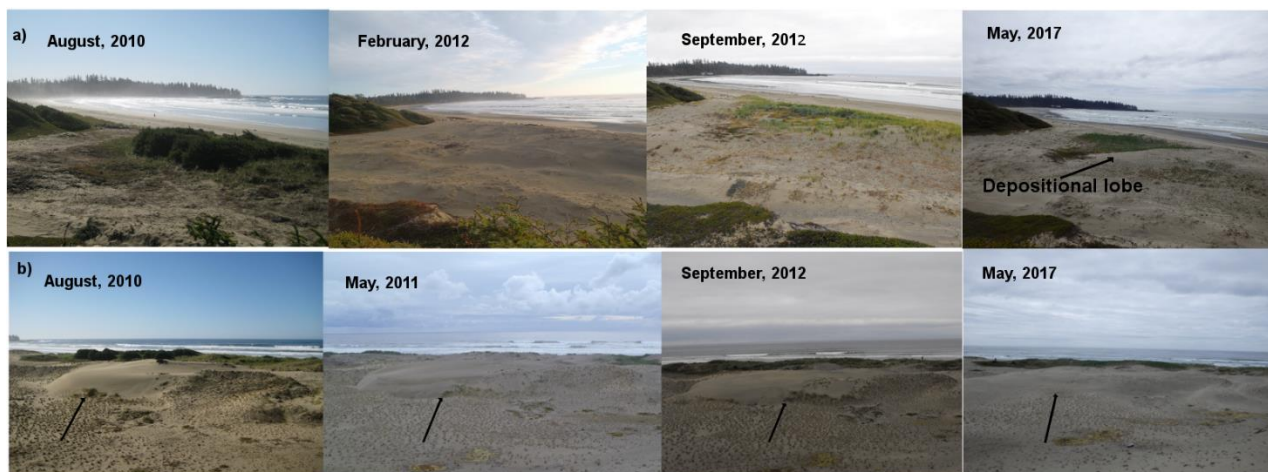 a)
August, 2010
February, 2012
September, 2012
May, 2017
Depositional lobe
b)
August, 2010
May, 2011
September, 2012
May, 2017